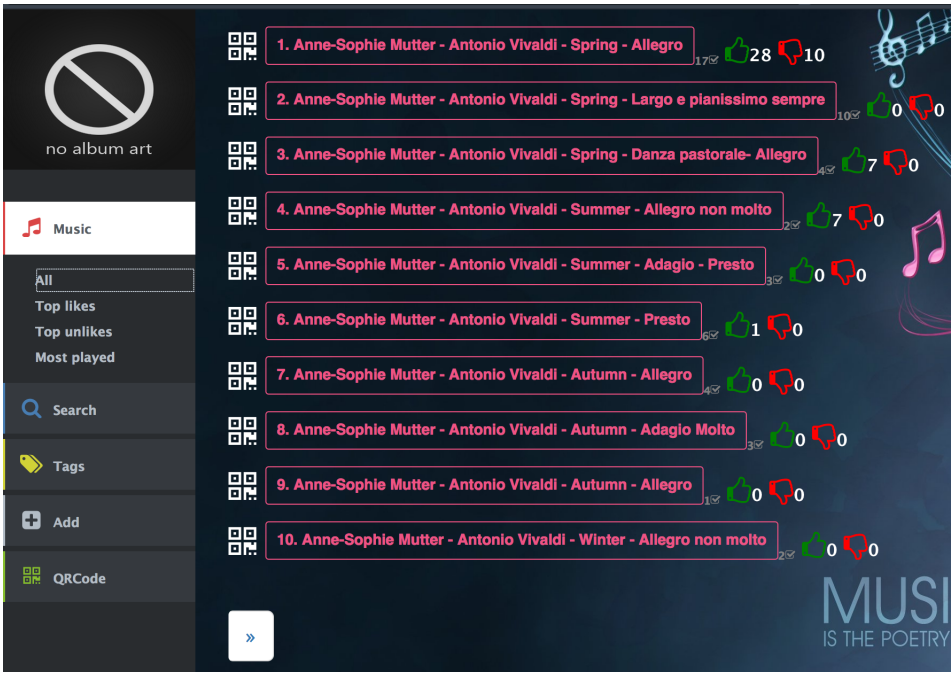 no album art
Music
All
Top likes
Top unlikes
Most played
Search
Tags
Add
QRCode
1. Anne-Sophie Mutter - Antonio Vivaldi - Spring - Allegro 17 28 10
2. Anne-Sophie Mutter - Antonio Vivaldi - Spring - Largo e pianissimo sempre 10 0 0
3. Anne-Sophie Mutter - Antonio Vivaldi - Spring - Danza pastorale- Allegro 4 7 0
4. Anne-Sophie Mutter - Antonio Vivaldi - Summer - Allegro non molto 2 7 0
5. Anne-Sophie Mutter - Antonio Vivaldi - Summer - Adagio - Presto 3 0 0
6. Anne-Sophie Mutter - Antonio Vivaldi - Summer - Presto 6 1 0
7. Anne-Sophie Mutter - Antonio Vivaldi - Autumn - Allegro 4 0 0
8. Anne-Sophie Mutter - Antonio Vivaldi - Autumn - Adagio Molto 3 0 0
9. Anne-Sophie Mutter - Antonio Vivaldi - Autumn - Allegro 1 0 0
10. Anne-Sophie Mutter - Antonio Vivaldi - Winter - Allegro non molto 2 0 0
»
MUSI
IS THE POETRY